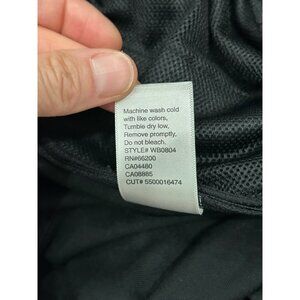 Machine wash cold
with like colors,
Tumble dry low,
Remove promptly,
Do not bleach.
STYLE# WB0804
RN#66200
CA04480
CA08885
CUT# 5500016474